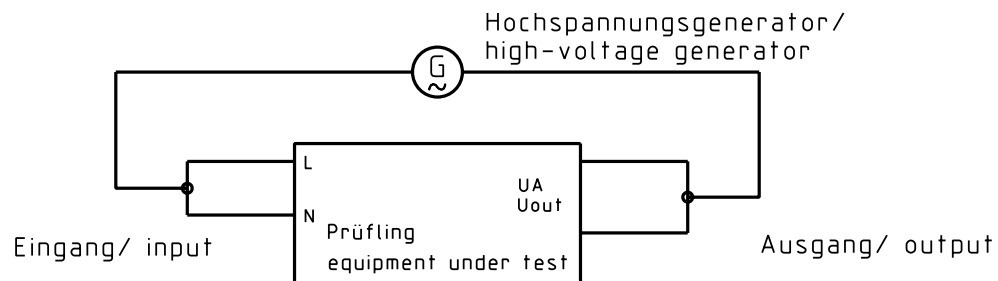 Hochspannungsgenerator/
high-voltage generator
G
~
L
UA
Uout
N
Prüfling
equipment under test
Eingang/ input
Ausgang/ output